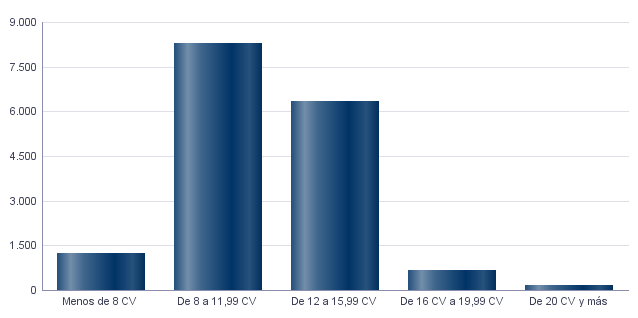 9.000
7.500
6.000
4.500
3.000
1.500
0
Menos de 8 CV
De 8 a 11,99 CV
De 12 a 15,99 CV
De 16 CV a 19,99 CV
De 20 CV y más